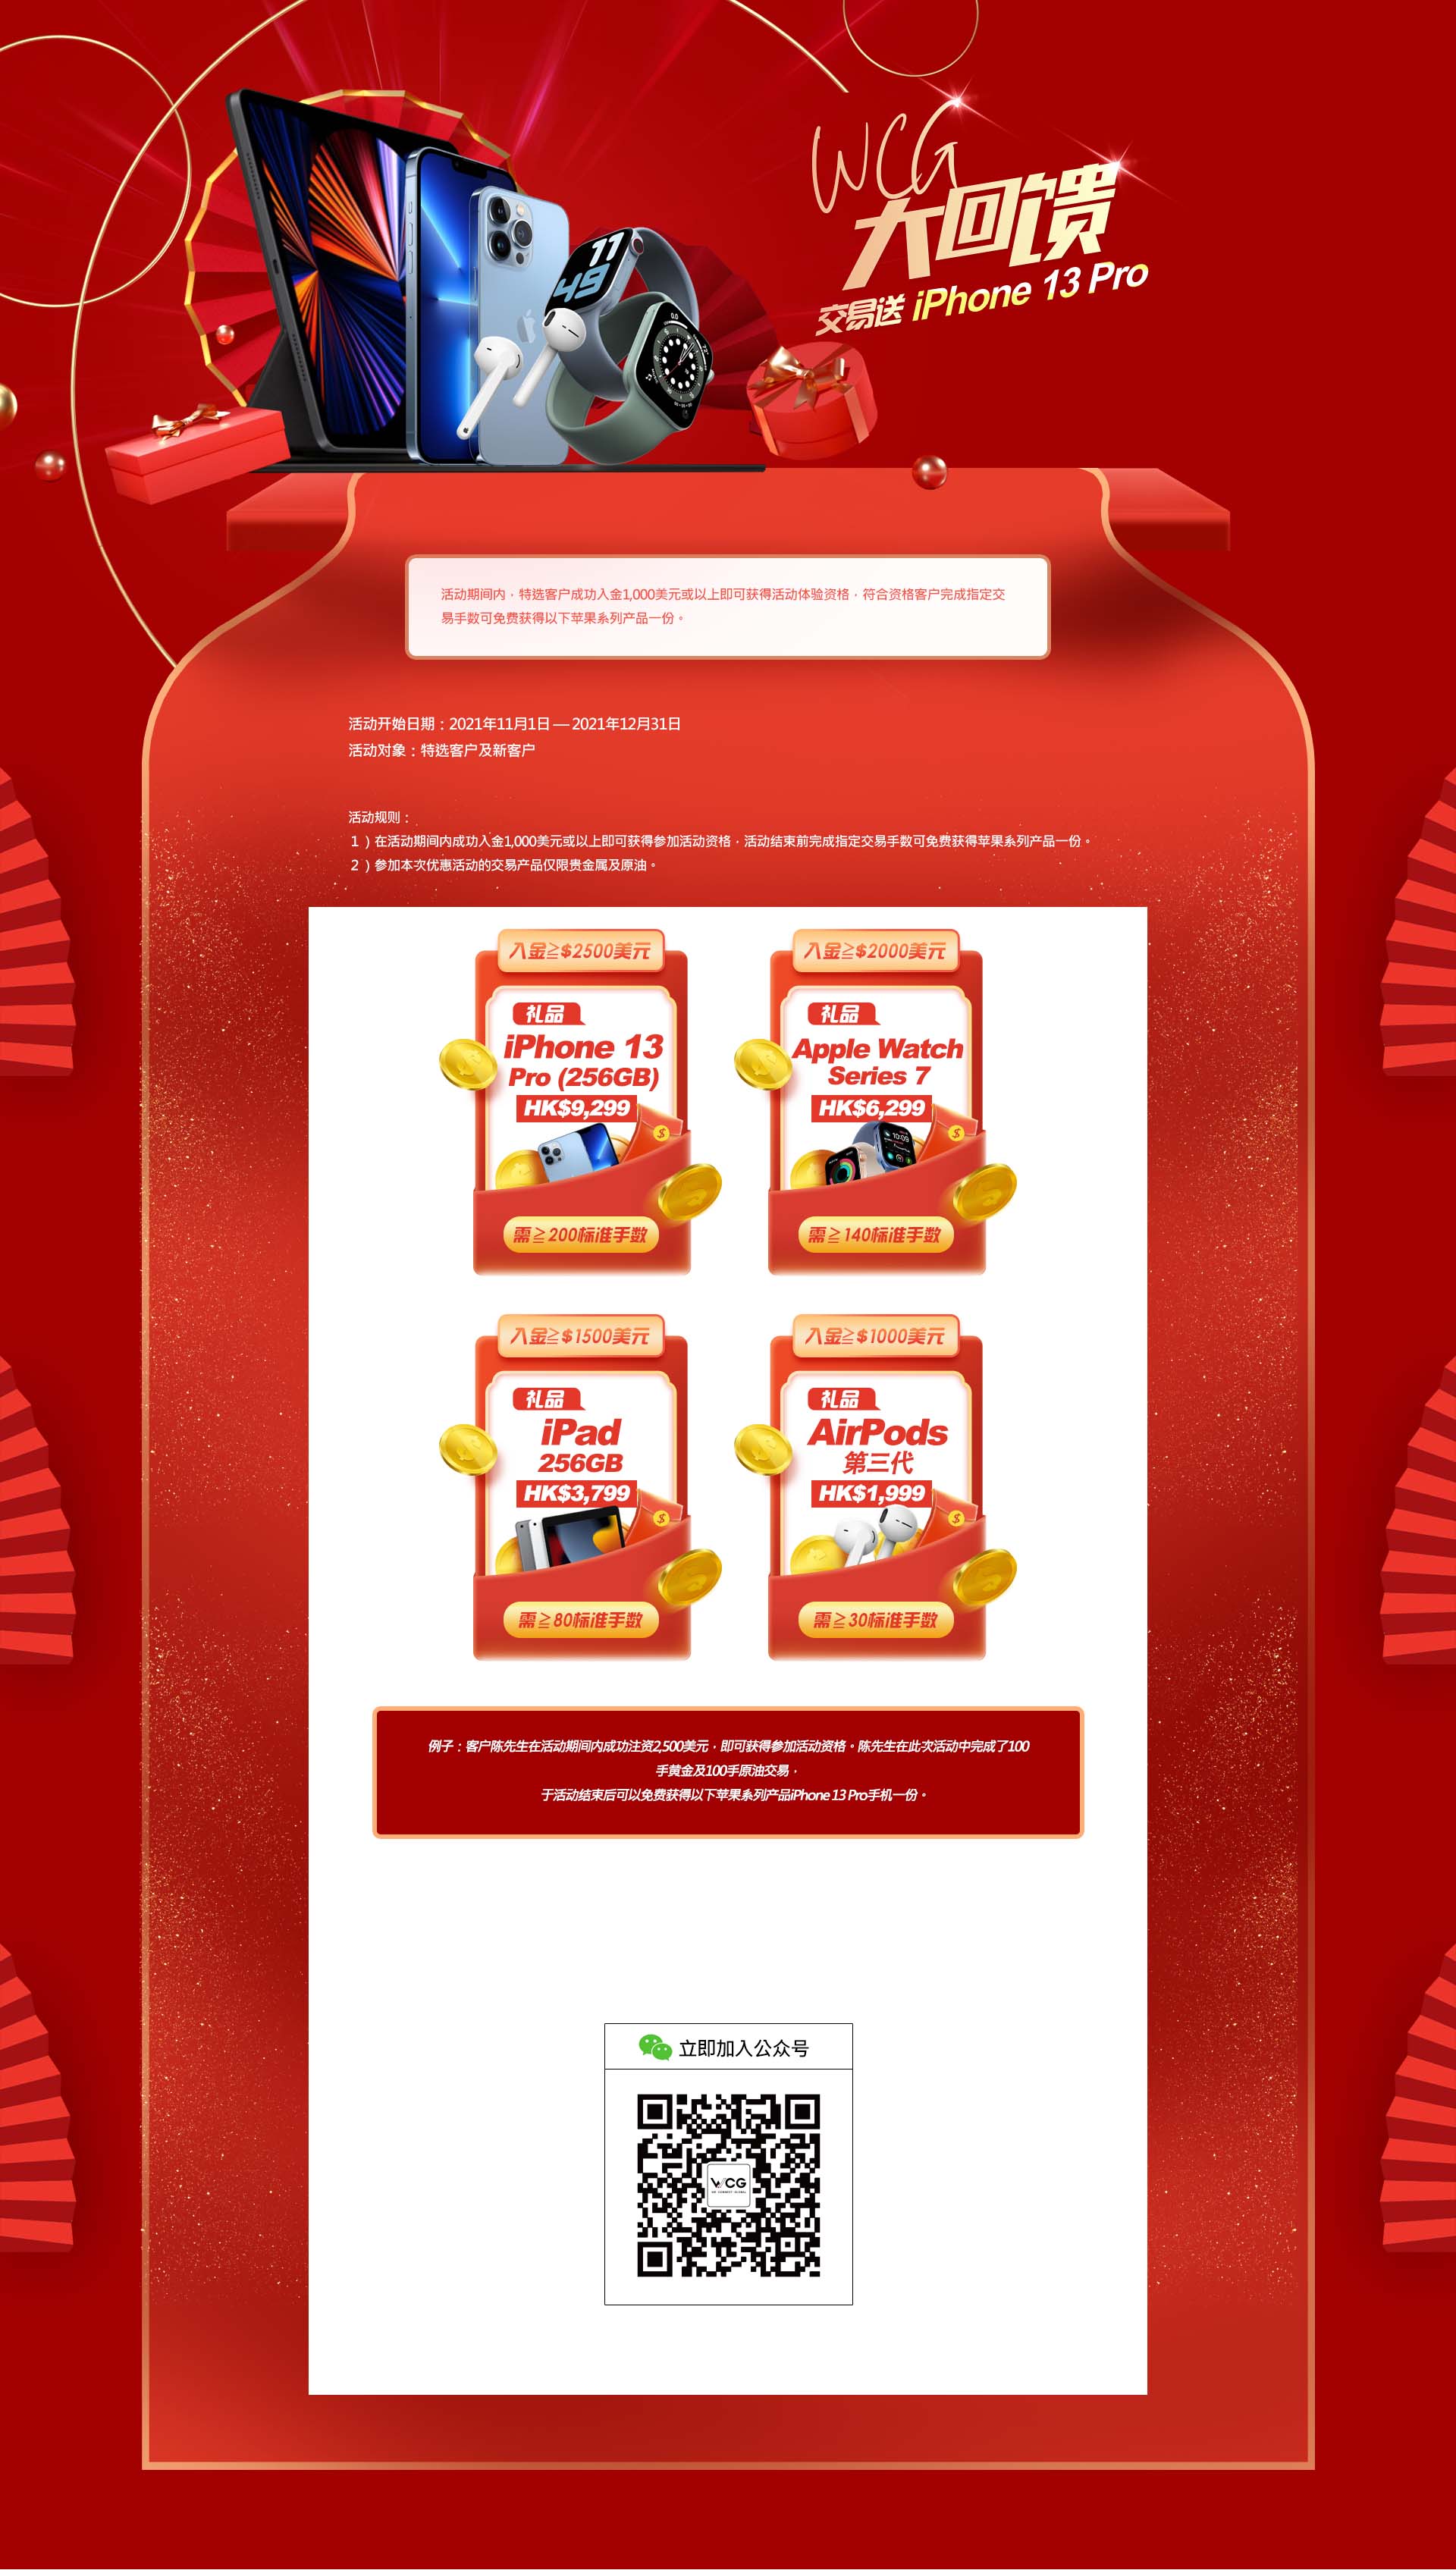 WCG
大回馈
交易送 iPhone 13 Pro
11
49
活动期间内，特选客户成功入金1,000美元或以上即可获得活动体验资格，符合资格客户完成指定交
易手数可免费获得以下苹果系列产品一份。
活动开始日期：2021年11月1日 — 2021年12月31日
活动对象：特选客户及新客户
活动规则：
1）在活动期间内成功入金1,000美元或以上即可获得参加活动资格，活动结束前完成指定交易手数可免费获得苹果系列产品一份。
2）参加本次优惠活动的交易产品仅限贵金属及原油。
入金≧$2500美元
礼品
iPhone 13
Pro (256GB)
HK$9,299
需≧200标准手数
入金≧$2000美元
礼品
Apple Watch
Series 7
HK$6,299
10:09
需≧140标准手数
入金≧$1500美元
礼品
iPad
256GB
HK$3,799
需≧80标准手数
入金≧$1000美元
礼品
AirPods
第三代
HK$1,999
需≧30标准手数
例子：客户陈先生在活动期间内成功注资2,500美元，即可获得参加活动资格。陈先生在此次活动中完成了100
手黄金及100手原油交易，
于活动结束后可以免费获得以下苹果系列产品iPhone 13 Pro手机一份。
立即加入公众号
WCG